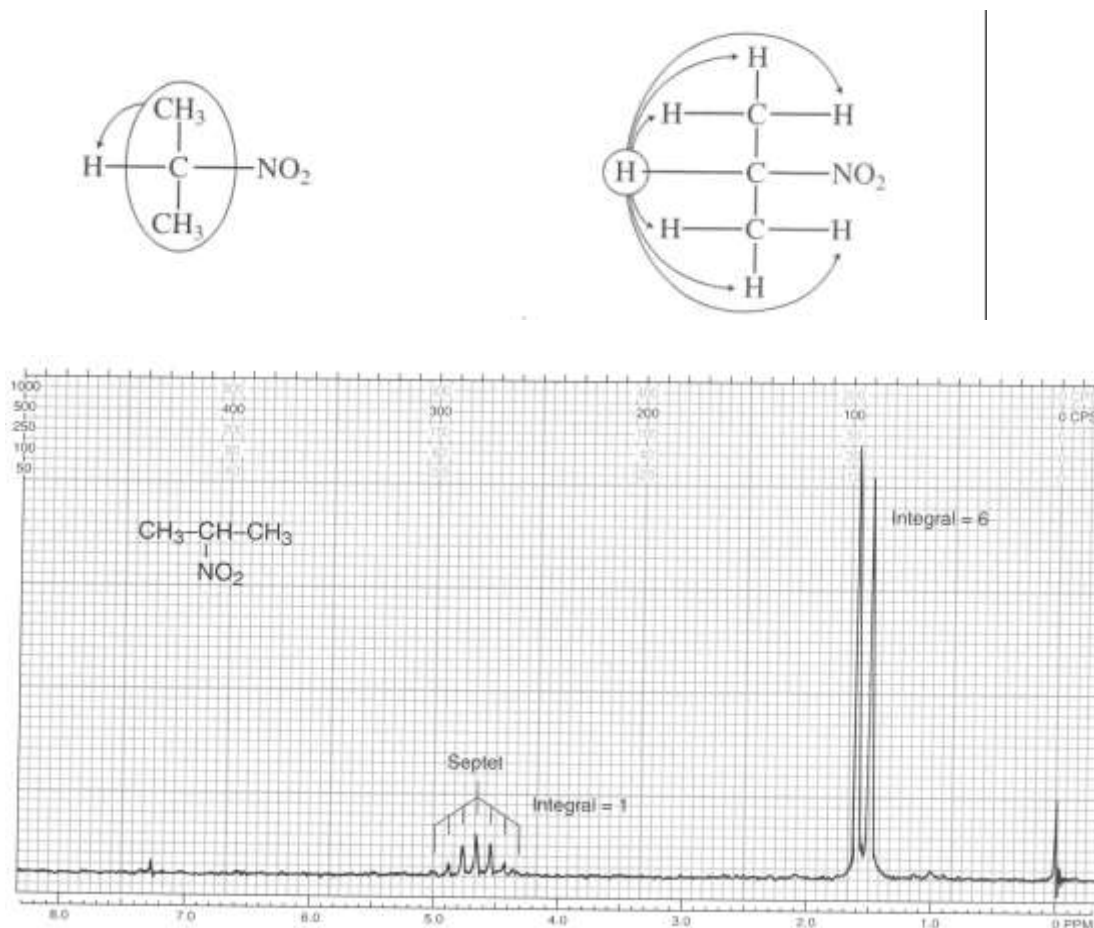 CH₃
H C NO₂
CH₃
H
H C H
H C NO₂
H C H
H
1000
500
250
100
50
400 300 200 100 0 CPS
CH₃–CH–CH₃
NO₂
Integral = 6
Septet
Integral = 1
8.0 7.0 6.0 5.0 4.0 3.0 2.0 1.0 0 PPM